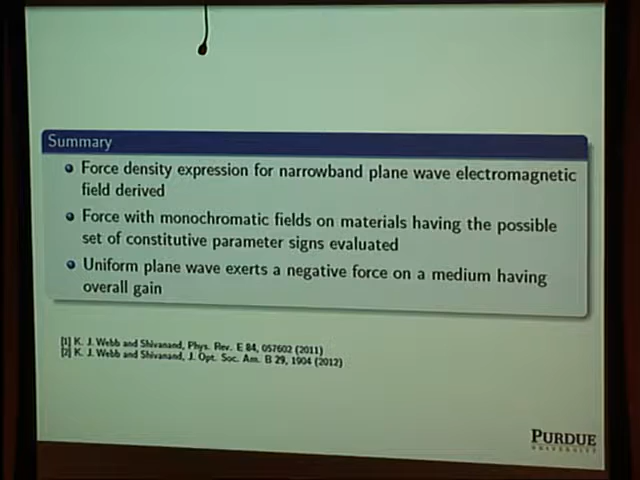 Summary
Force density expression for narrowband plane wave electromagnetic
field derived
Force with monochromatic fields on materials having the possible
set of constitutive parameter signs evaluated
Uniform plane wave exerts a negative force on a medium having
overall gain
[1] K. J. Webb and Shivanand, Phys. Rev. E 84, 057602 (2011)
[2] K. J. Webb and Shivanand, J. Opt. Soc. Am. B 29, 1904 (2012)
PURDUE
UNIVERSITY